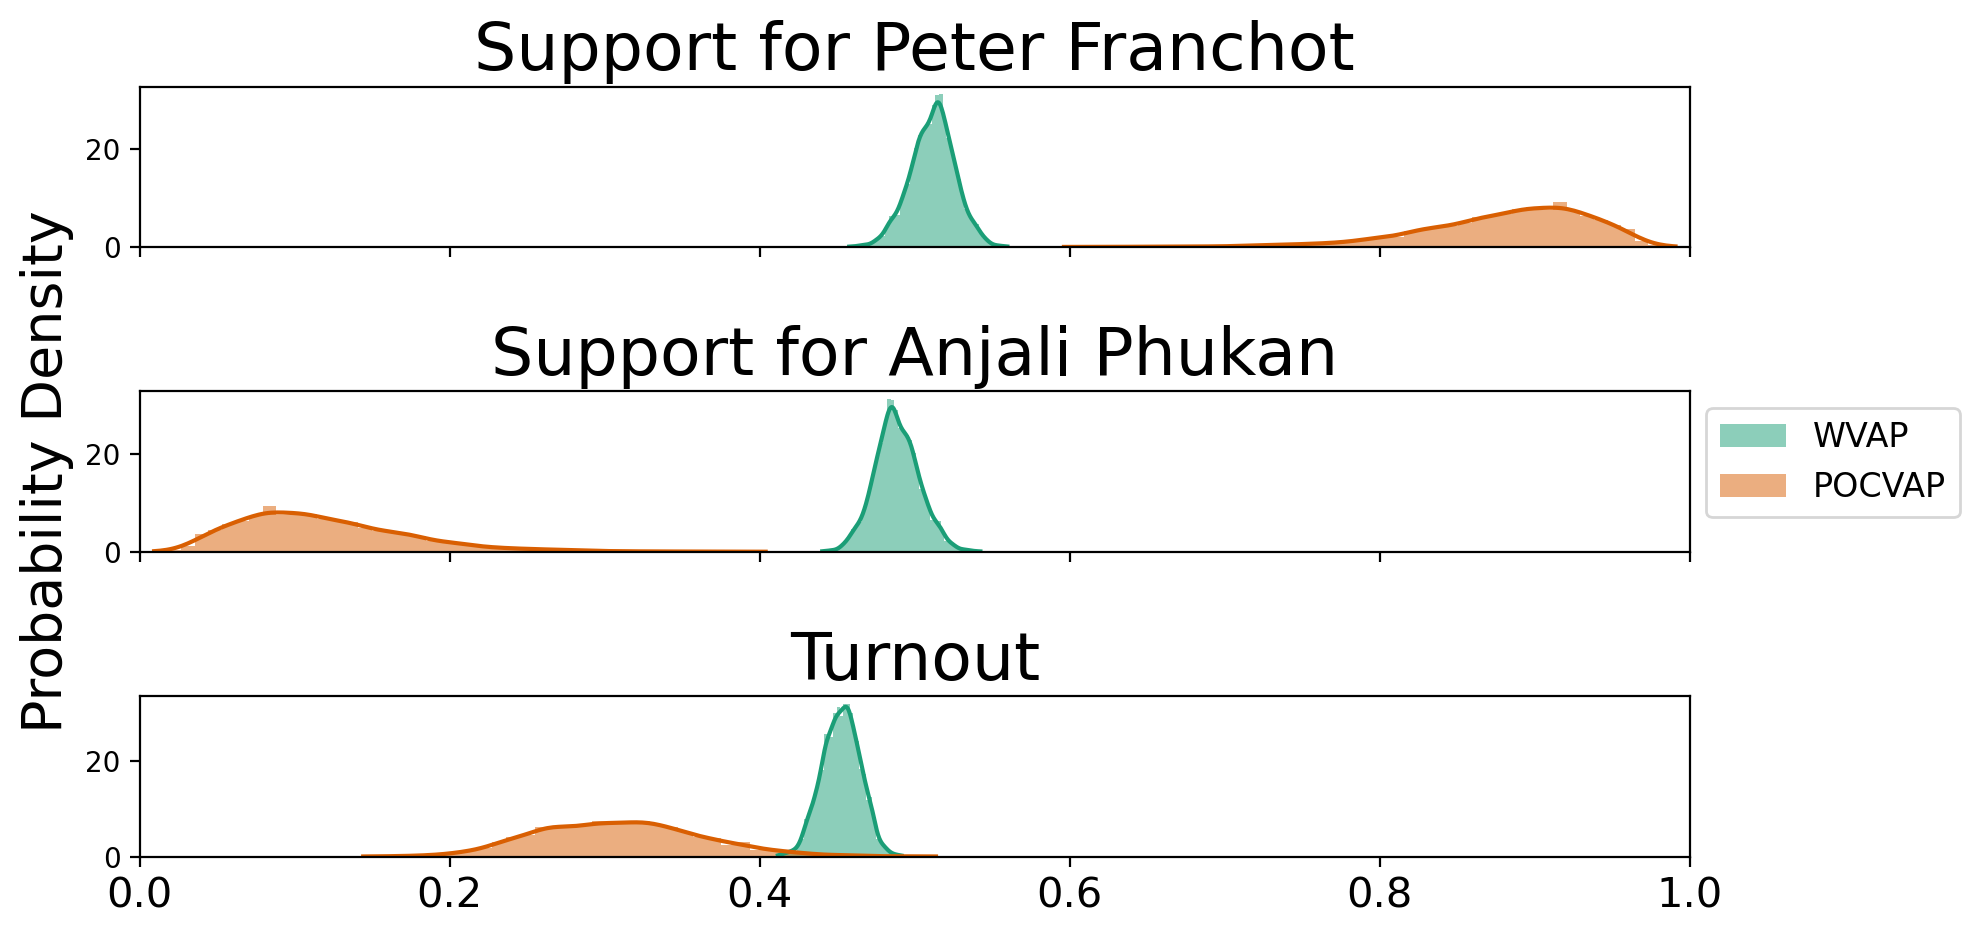 Support for Peter Franchot
20
0
Support for Anjali Phukan
20
0
Turnout
20
0
0.0 0.2 0.4 0.6 0.8 1.0
Probability Density
WVAP
POCVAP